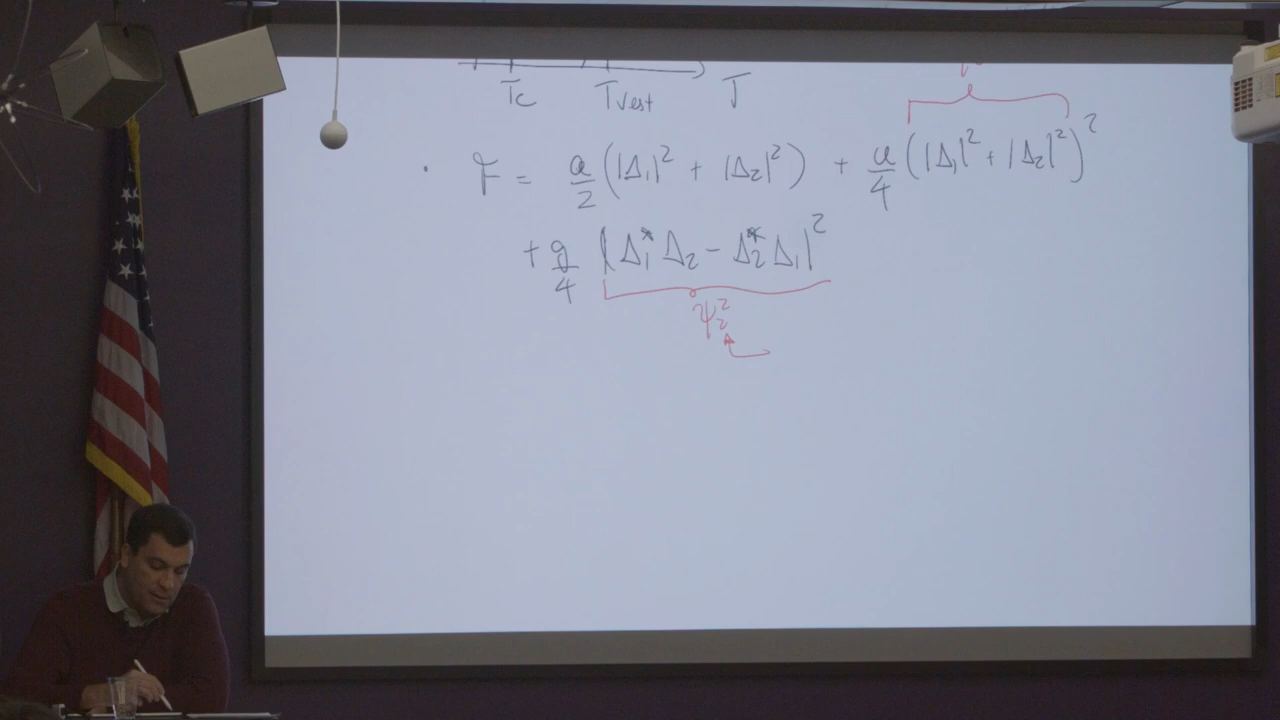 Tc Tvest T
· F = a/2 (|Δ₁|² + |Δ₂|²) + u/4 (|Δ₁|² + |Δ₂|²)²
+ g/4 |Δ₁* Δ₂ - Δ₂* Δ₁|²
ψ₂²